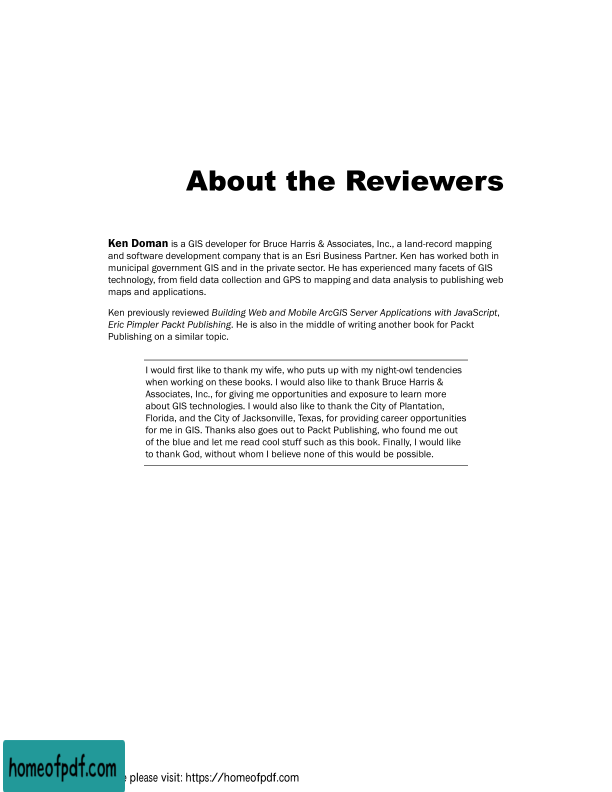 About the Reviewers
Ken Doman is a GIS developer for Bruce Harris & Associates, Inc., a land-record mapping
and software development company that is an Esri Business Partner. Ken has worked both in
municipal government GIS and in the private sector. He has experienced many facets of GIS
technology, from field data collection and GPS to mapping and data analysis to publishing web
maps and applications.
Ken previously reviewed Building Web and Mobile ArcGIS Server Applications with JavaScript,
Eric Pimpler Packt Publishing. He is also in the middle of writing another book for Packt
Publishing on a similar topic.
I would first like to thank my wife, who puts up with my night-owl tendencies
when working on these books. I would also like to thank Bruce Harris &
Associates, Inc., for giving me opportunities and exposure to learn more
about GIS technologies. I would also like to thank the City of Plantation,
Florida, and the City of Jacksonville, Texas, for providing career opportunities
for me in GIS. Thanks also goes out to Packt Publishing, who found me out
of the blue and let me read cool stuff such as this book. Finally, I would like
to thank God, without whom I believe none of this would be possible.
homeofpdf.com
please visit: https://homeofpdf.com